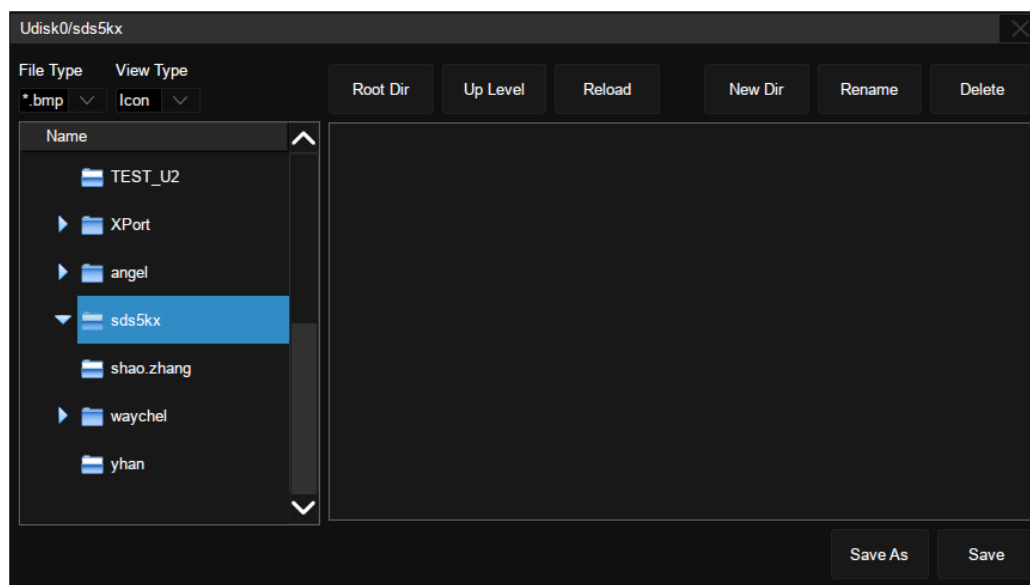 Udisk0/sds5kx
File Type View Type
*.bmp Icon
Root Dir Up Level Reload New Dir Rename Delete
Name
TEST_U2
XPort
angel
sds5kx
shao.zhang
waychel
yhan
Save As Save